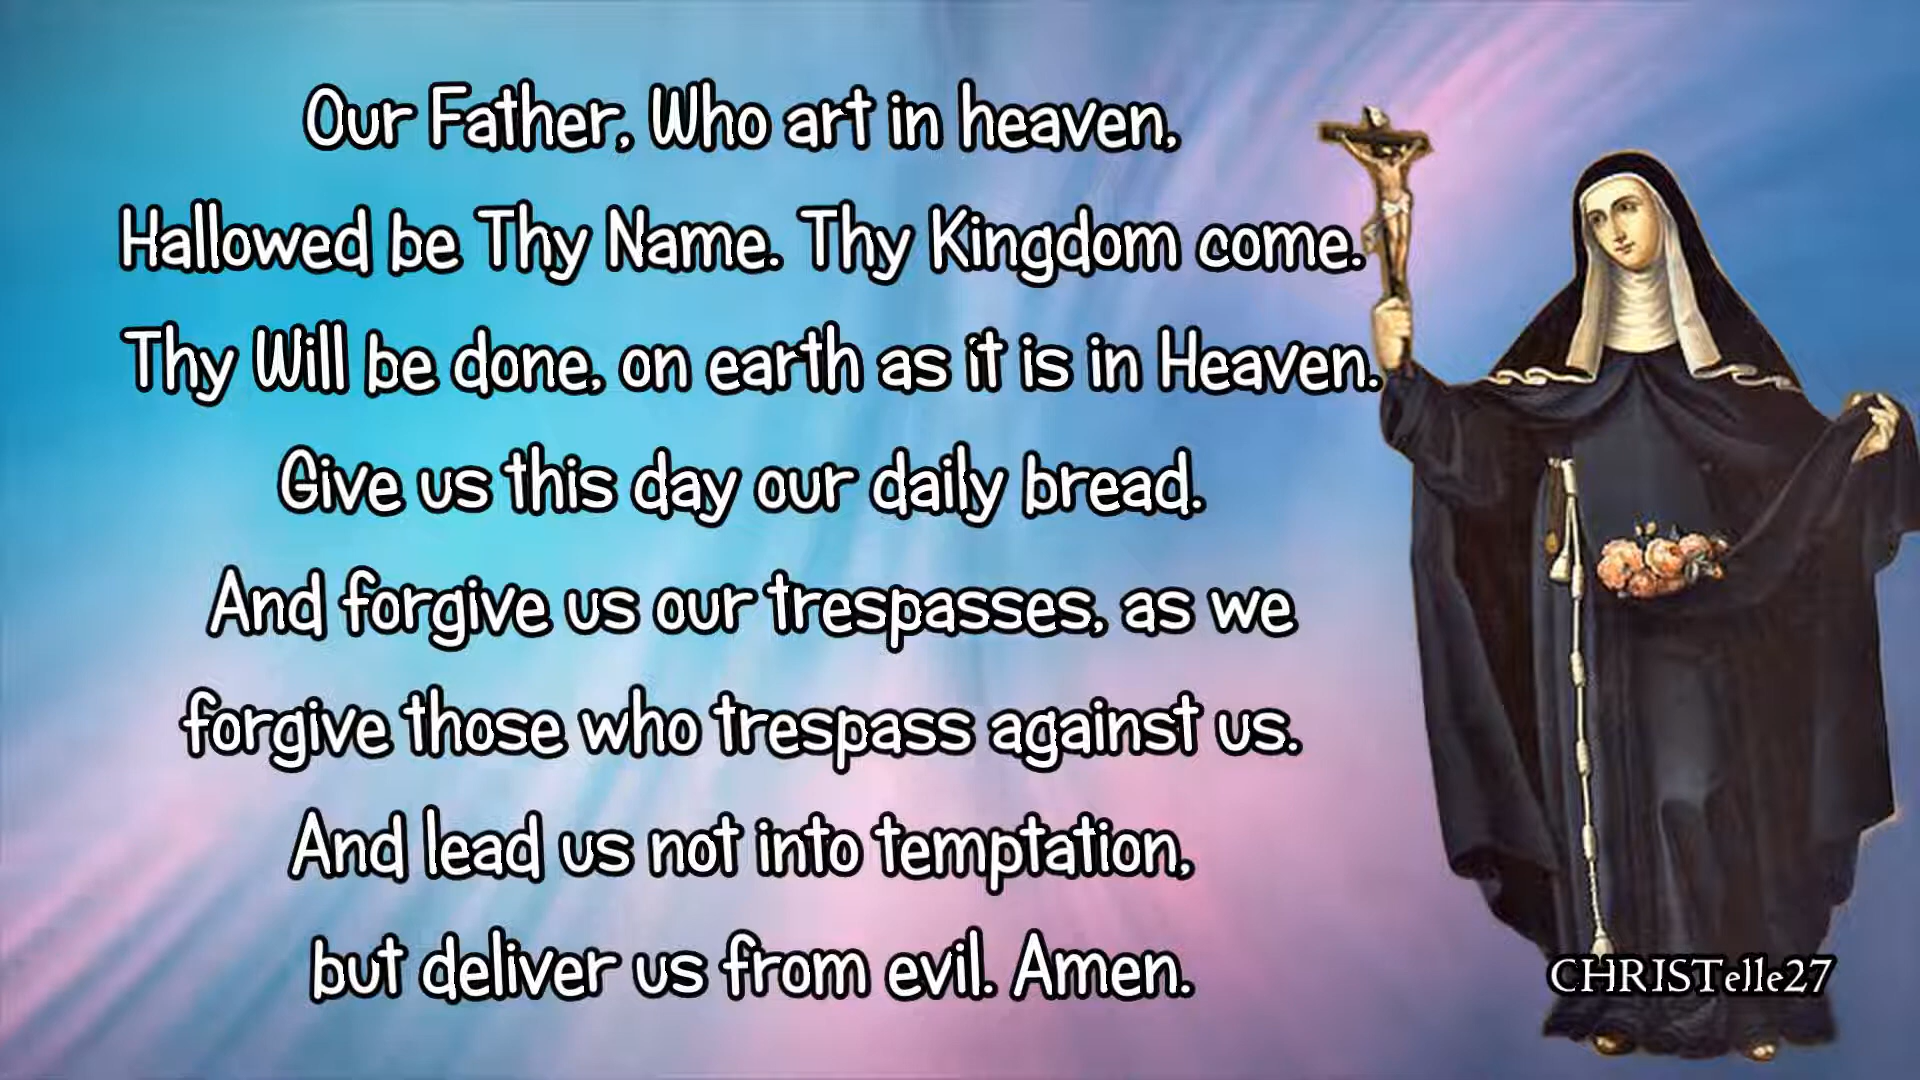 Our Father, Who art in heaven,
Hallowed be Thy Name. Thy Kingdom come.
Thy Will be done, on earth as it is in Heaven.
Give us this day our daily bread.
And forgive us our trespasses, as we
forgive those who trespass against us.
And lead us not into temptation,
but deliver us from evil. Amen.
CHRISTelle27